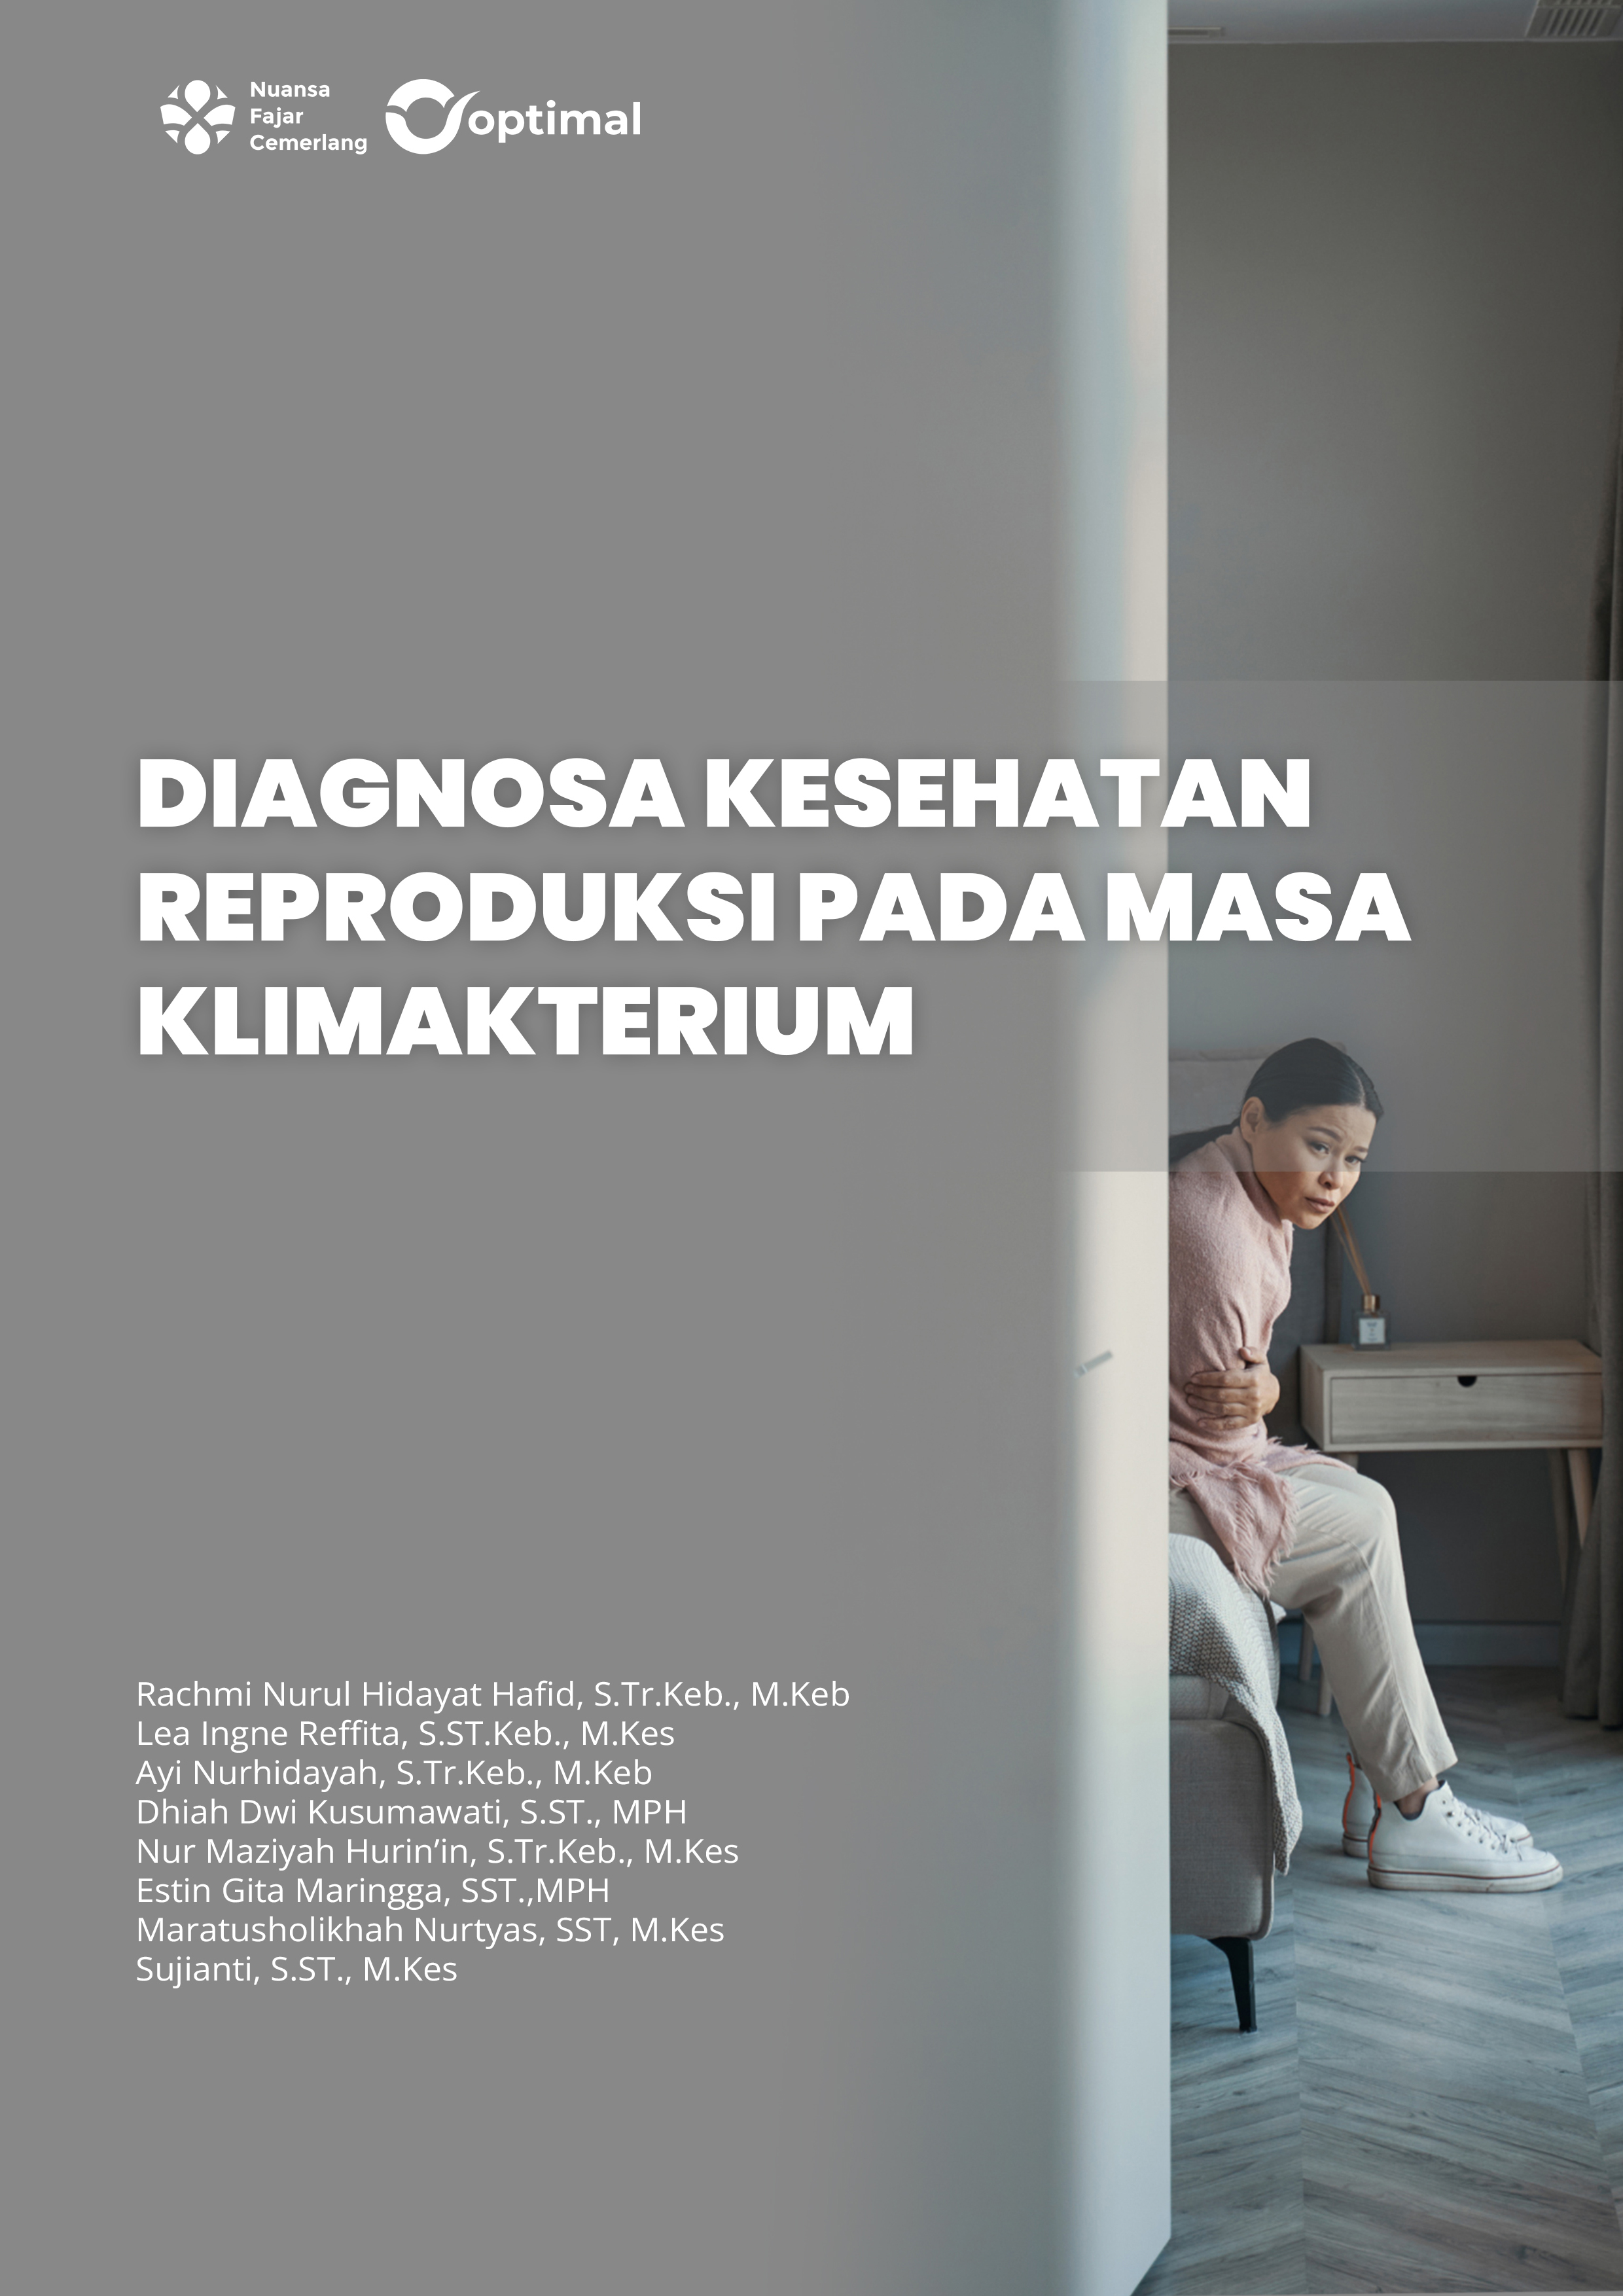 Nuansa
Fajar
Cemerlang
optimal
DIAGNOSA KESEHATAN
REPRODUKSI PADA MASA
KLIMAKTERIUM
Rachmi Nurul Hidayat Hafid, S.Tr.Keb., M.Keb
Lea Ingne Reffita, S.ST.Keb., M.Kes
Ayi Nurhidayah, S.Tr.Keb., M.Keb
Dhiah Dwi Kusumawati, S.ST., MPH
Nur Maziyah Hurin’in, S.Tr.Keb., M.Kes
Estin Gita Maringga, SST.,MPH
Maratusholikhah Nurtyas, SST, M.Kes
Sujianti, S.ST., M.Kes